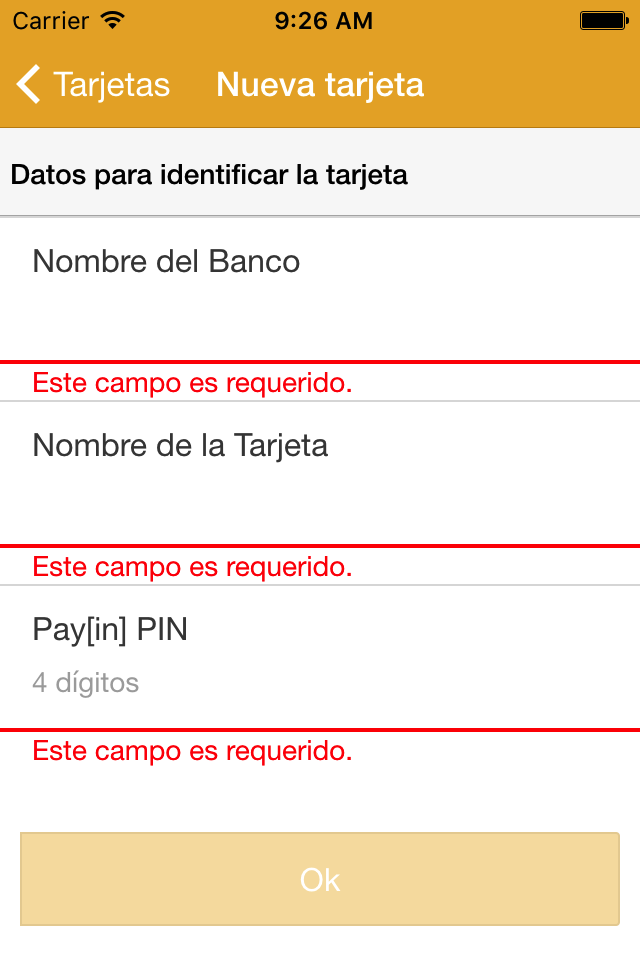 Carrier 9:26 AM
Tarjetas Nueva tarjeta
Datos para identificar la tarjeta
Nombre del Banco
Este campo es requerido.
Nombre de la Tarjeta
Este campo es requerido.
Pay[in] PIN
4 dígitos
Este campo es requerido.
Ok